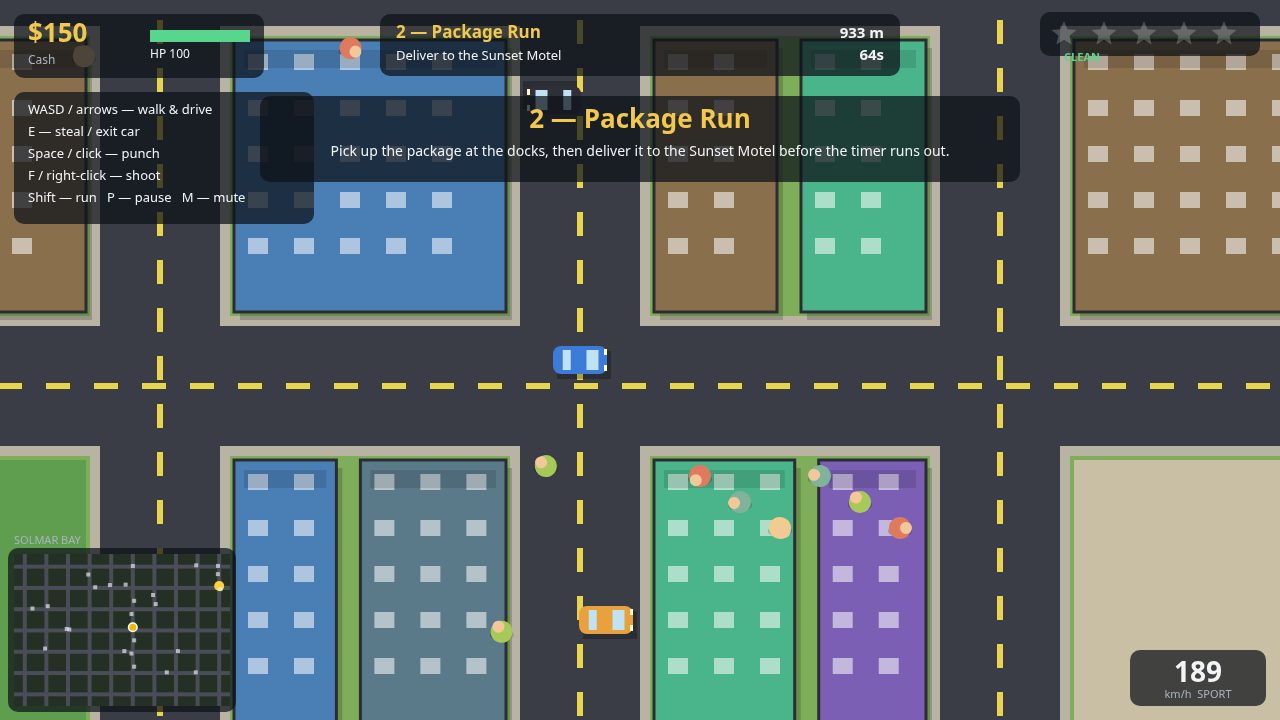 $150
Cash
HP 100
2 — Package Run
Deliver to the Sunset Motel
933 m
64s
CLEAN
WASD / arrows — walk & drive
E — steal / exit car
Space / click — punch
F / right-click — shoot
Shift — run P — pause M — mute
2 — Package Run
Pick up the package at the docks, then deliver it to the Sunset Motel before the timer runs out.
SOLMAR BAY
189
km/h SPORT